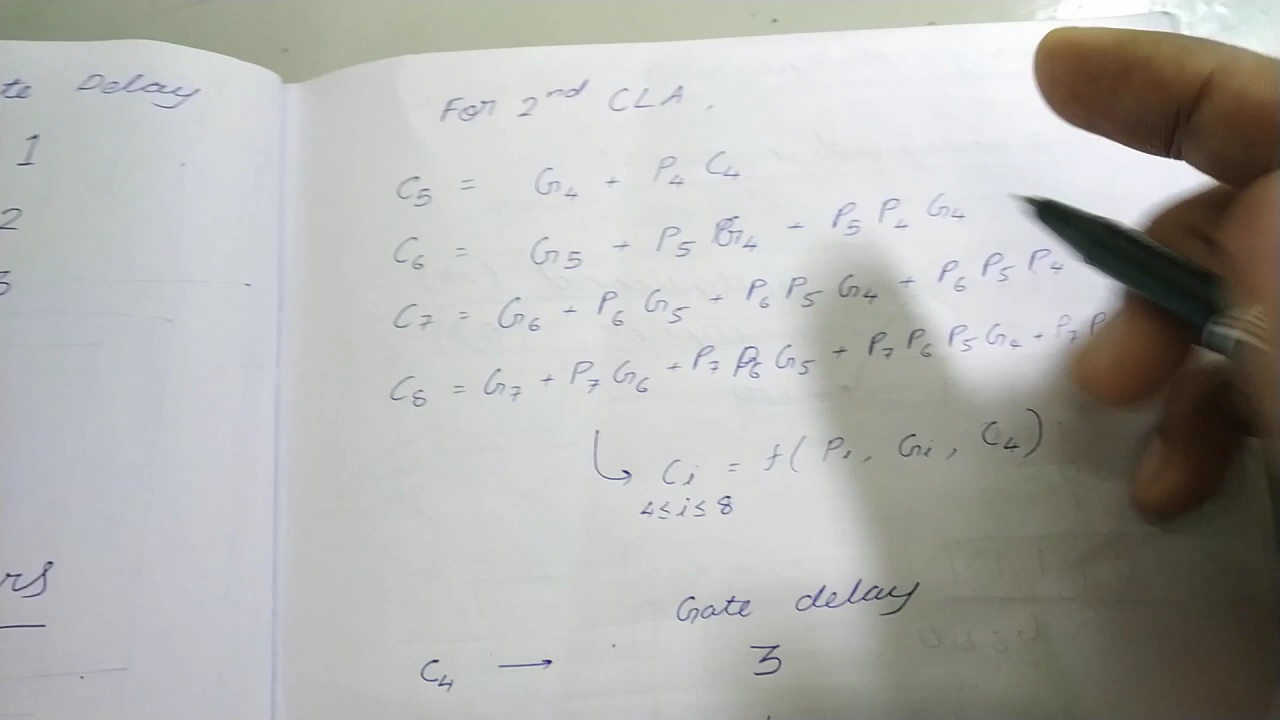 te Delay
1
2
3
rs
For 2nd CLA,
C5 = G4 + P4 C4
C6 = G5 + P5 G4 + P5 P4 G4
C7 = G6 + P6 G5 + P6 P5 G4 + P6 P5 P4
C8 = G7 + P7 G6 + P7 P6 G5 + P7 P6 P5 G4 + P7 P
↳ Ci = f( Pi, Gi, C4 )
4≤i≤8
Gate delay
C4 → 3